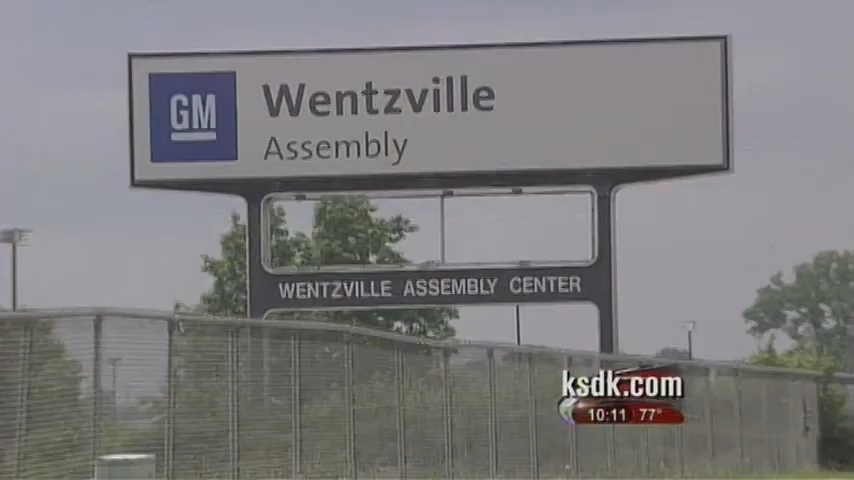 GM
Wentzville
Assembly
WENTZVILLE ASSEMBLY CENTER
ksdk.com
10:11 77°